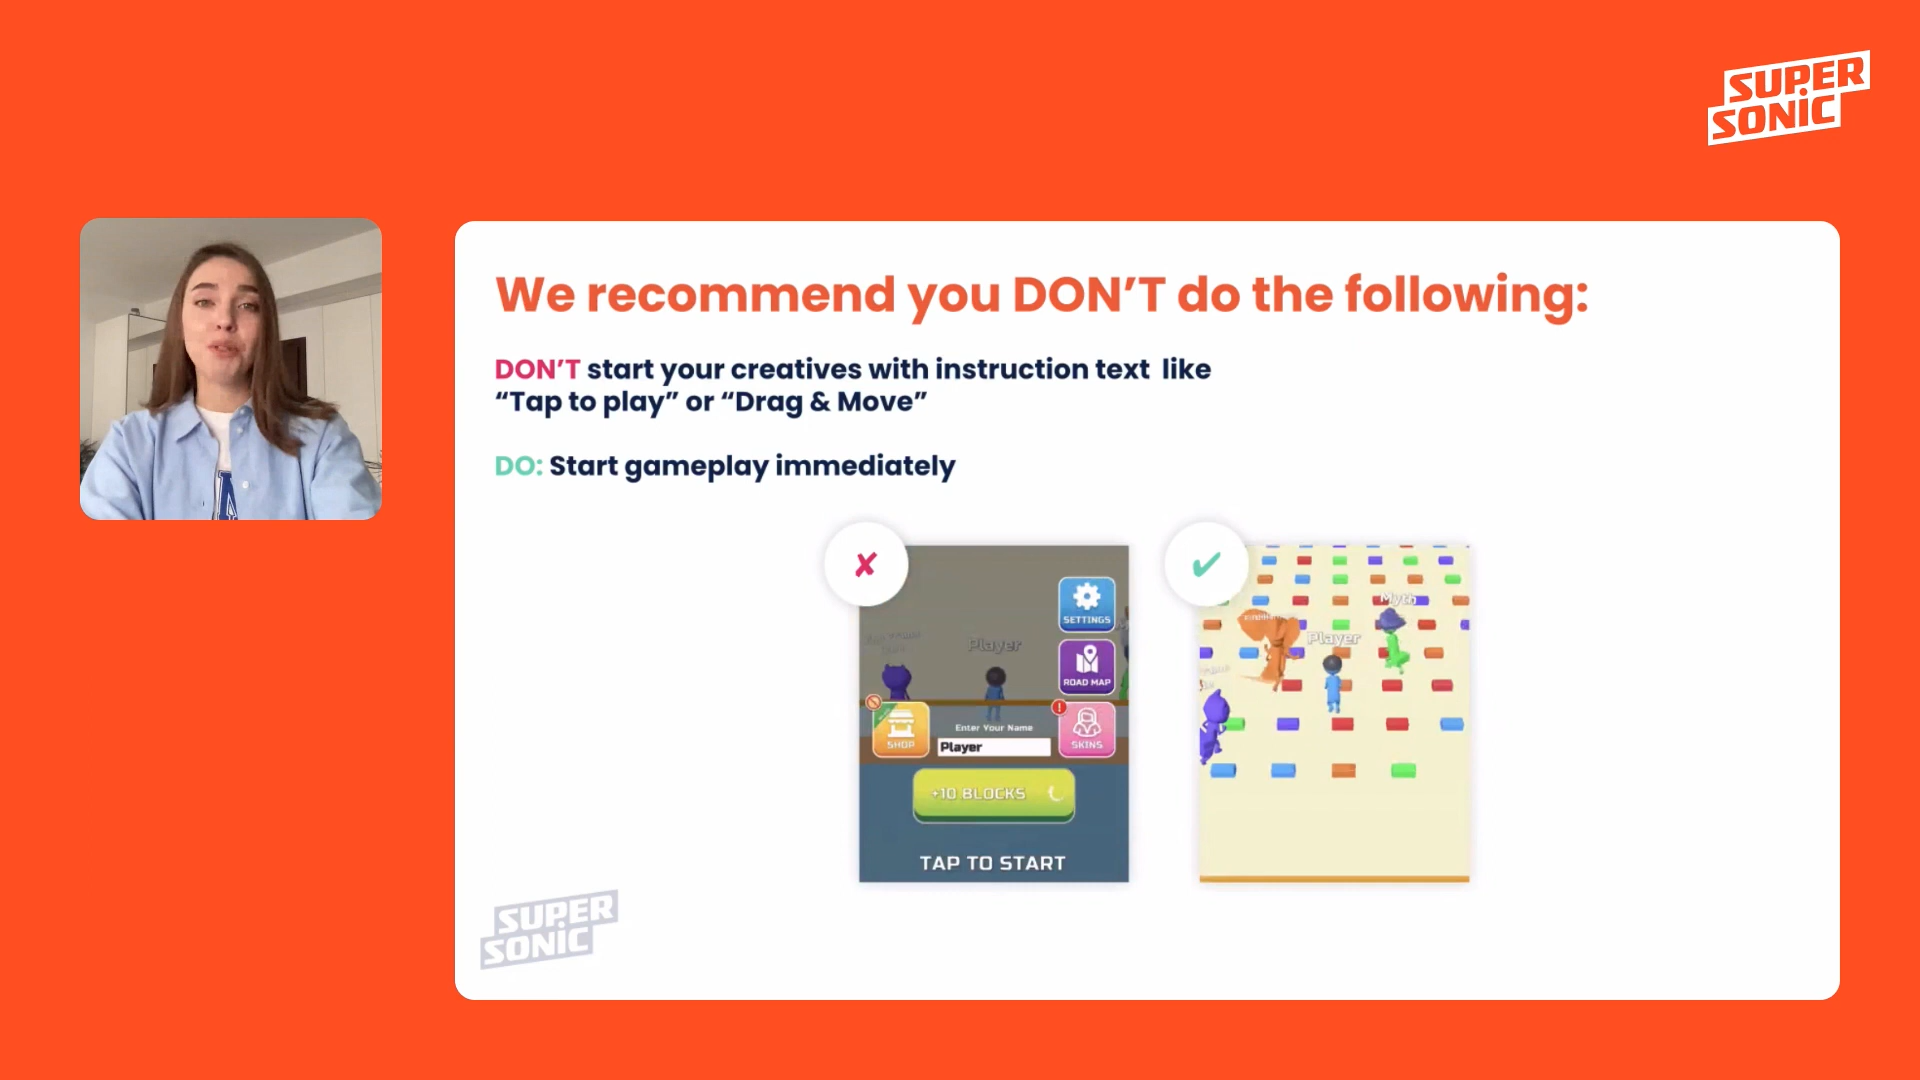 SUPER
SONIC
We recommend you DON'T do the following:
DON'T start your creatives with instruction text like
“Tap to play” or “Drag & Move”
DO: Start gameplay immediately
✘
✔
SETTINGS
Player
ROAD MAP
SHOP
Enter Your Name
Player
!
SKINS
+10 BLOCKS
TAP TO START
Myth
Player
SUPER
SONIC